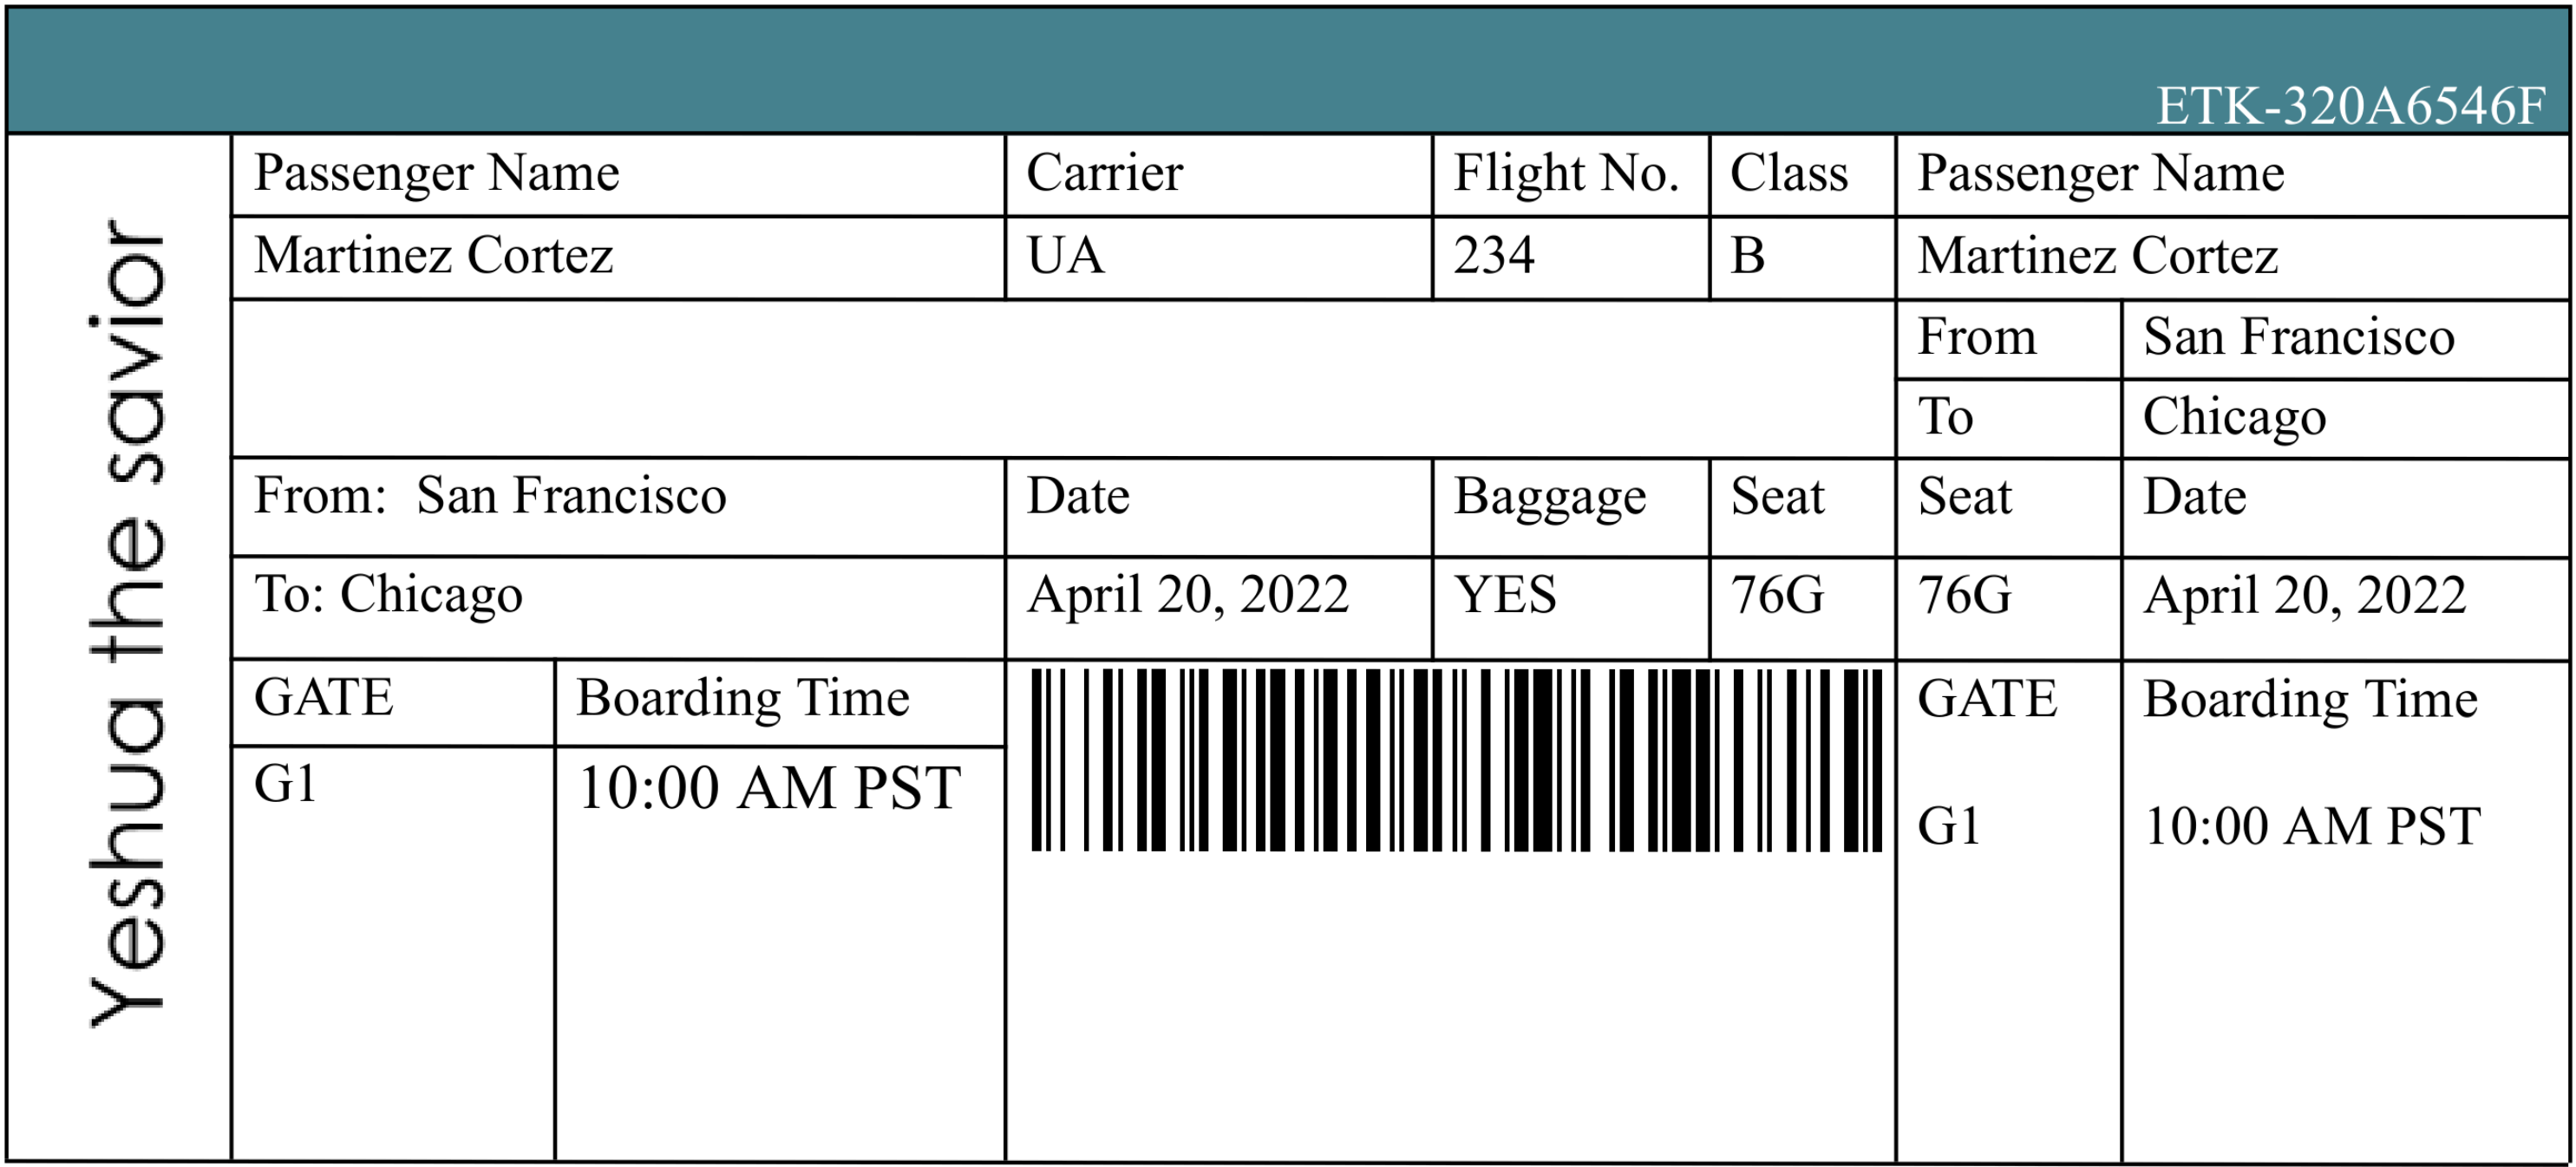 ETK-320A6546F
Yeshua the savior
Passenger Name
Carrier
Flight No.
Class
Passenger Name
Martinez Cortez
UA
234
B
Martinez Cortez
From
San Francisco
To
Chicago
From:  San Francisco
Date
Baggage
Seat
Seat
Date
To: Chicago
April 20, 2022
YES
76G
76G
April 20, 2022
GATE
Boarding Time
GATE
Boarding Time
G1
10:00 AM PST
G1
10:00 AM PST